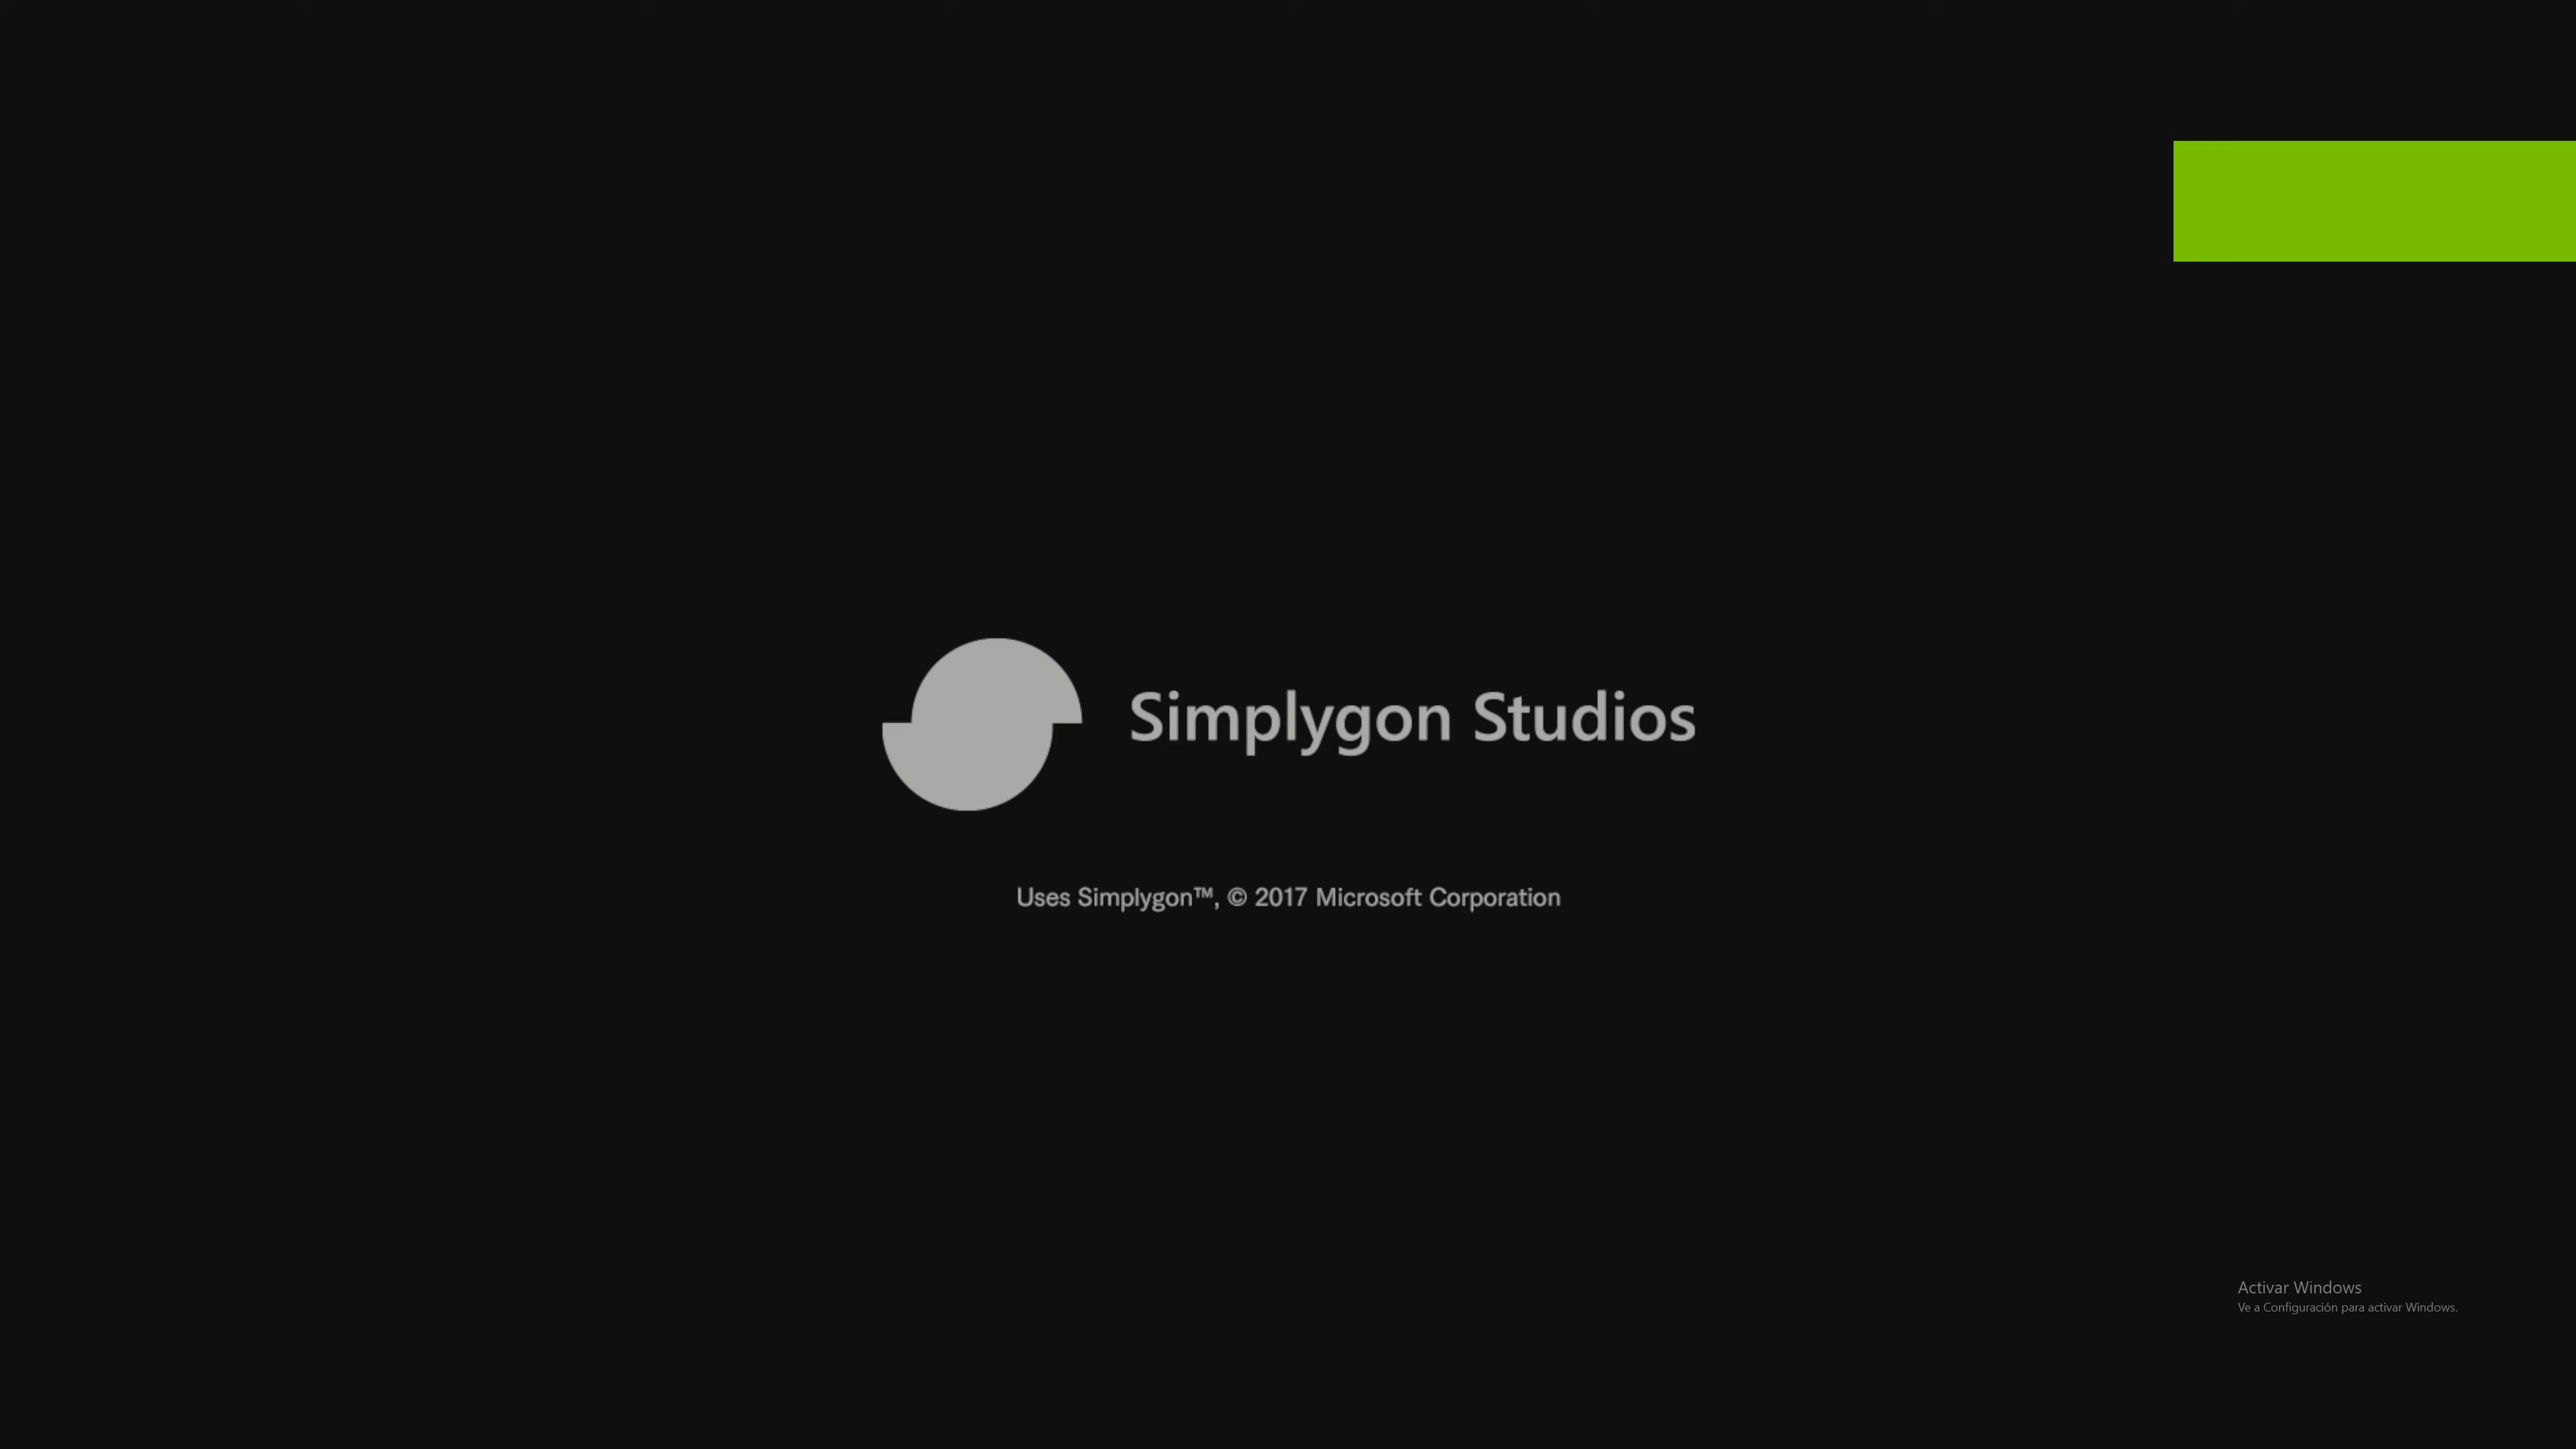 Simplygon Studios
Uses Simplygon™, © 2017 Microsoft Corporation
Activar Windows
Ve a Configuración para activar Windows.